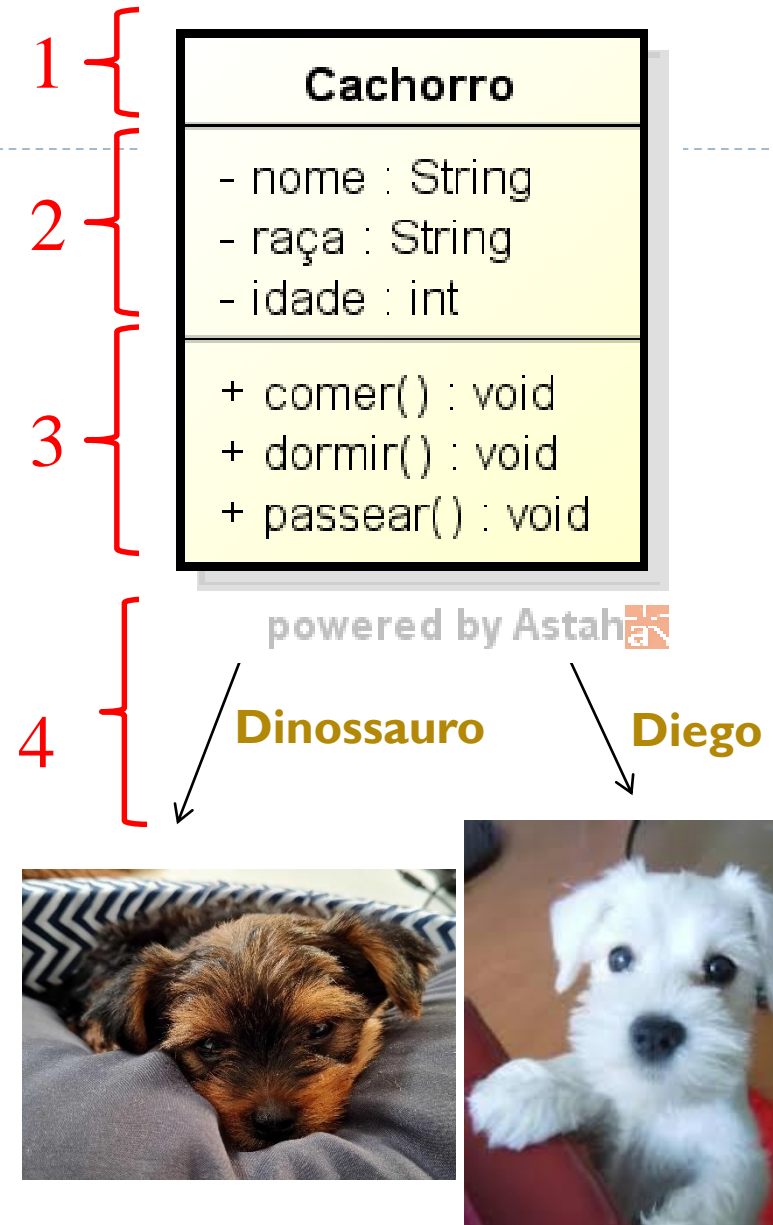 1
Cachorro
2
- nome : String
- raça : String
- idade : int
3
+ comer() : void
+ dormir() : void
+ passear() : void
powered by Astah
4
Dinossauro
Diego